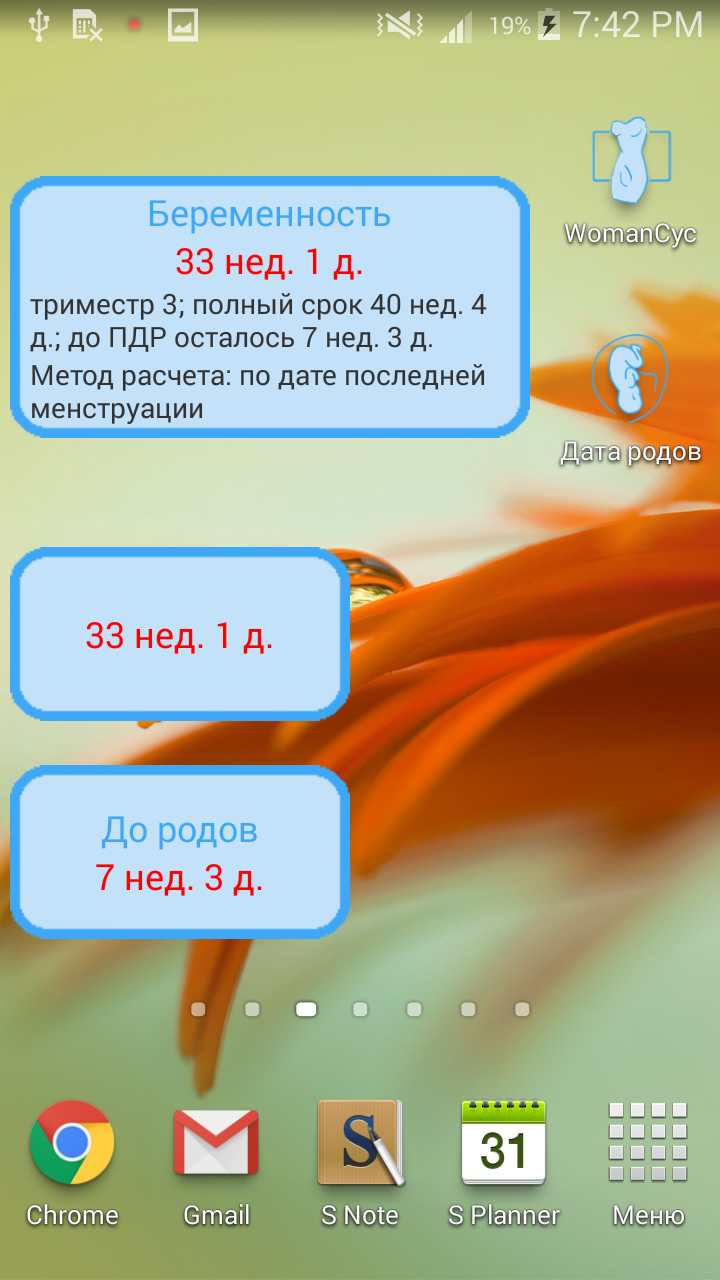 19% 7:42 PM
WomanCyc
Беременность
33 нед. 1 д.
триместр 3; полный срок 40 нед. 4
д.; до ПДР осталось 7 нед. 3 д.
Метод расчета: по дате последней
менструации
Дата родов
33 нед. 1 д.
До родов
7 нед. 3 д.
S
31
Chrome
Gmail
S Note
S Planner
Меню